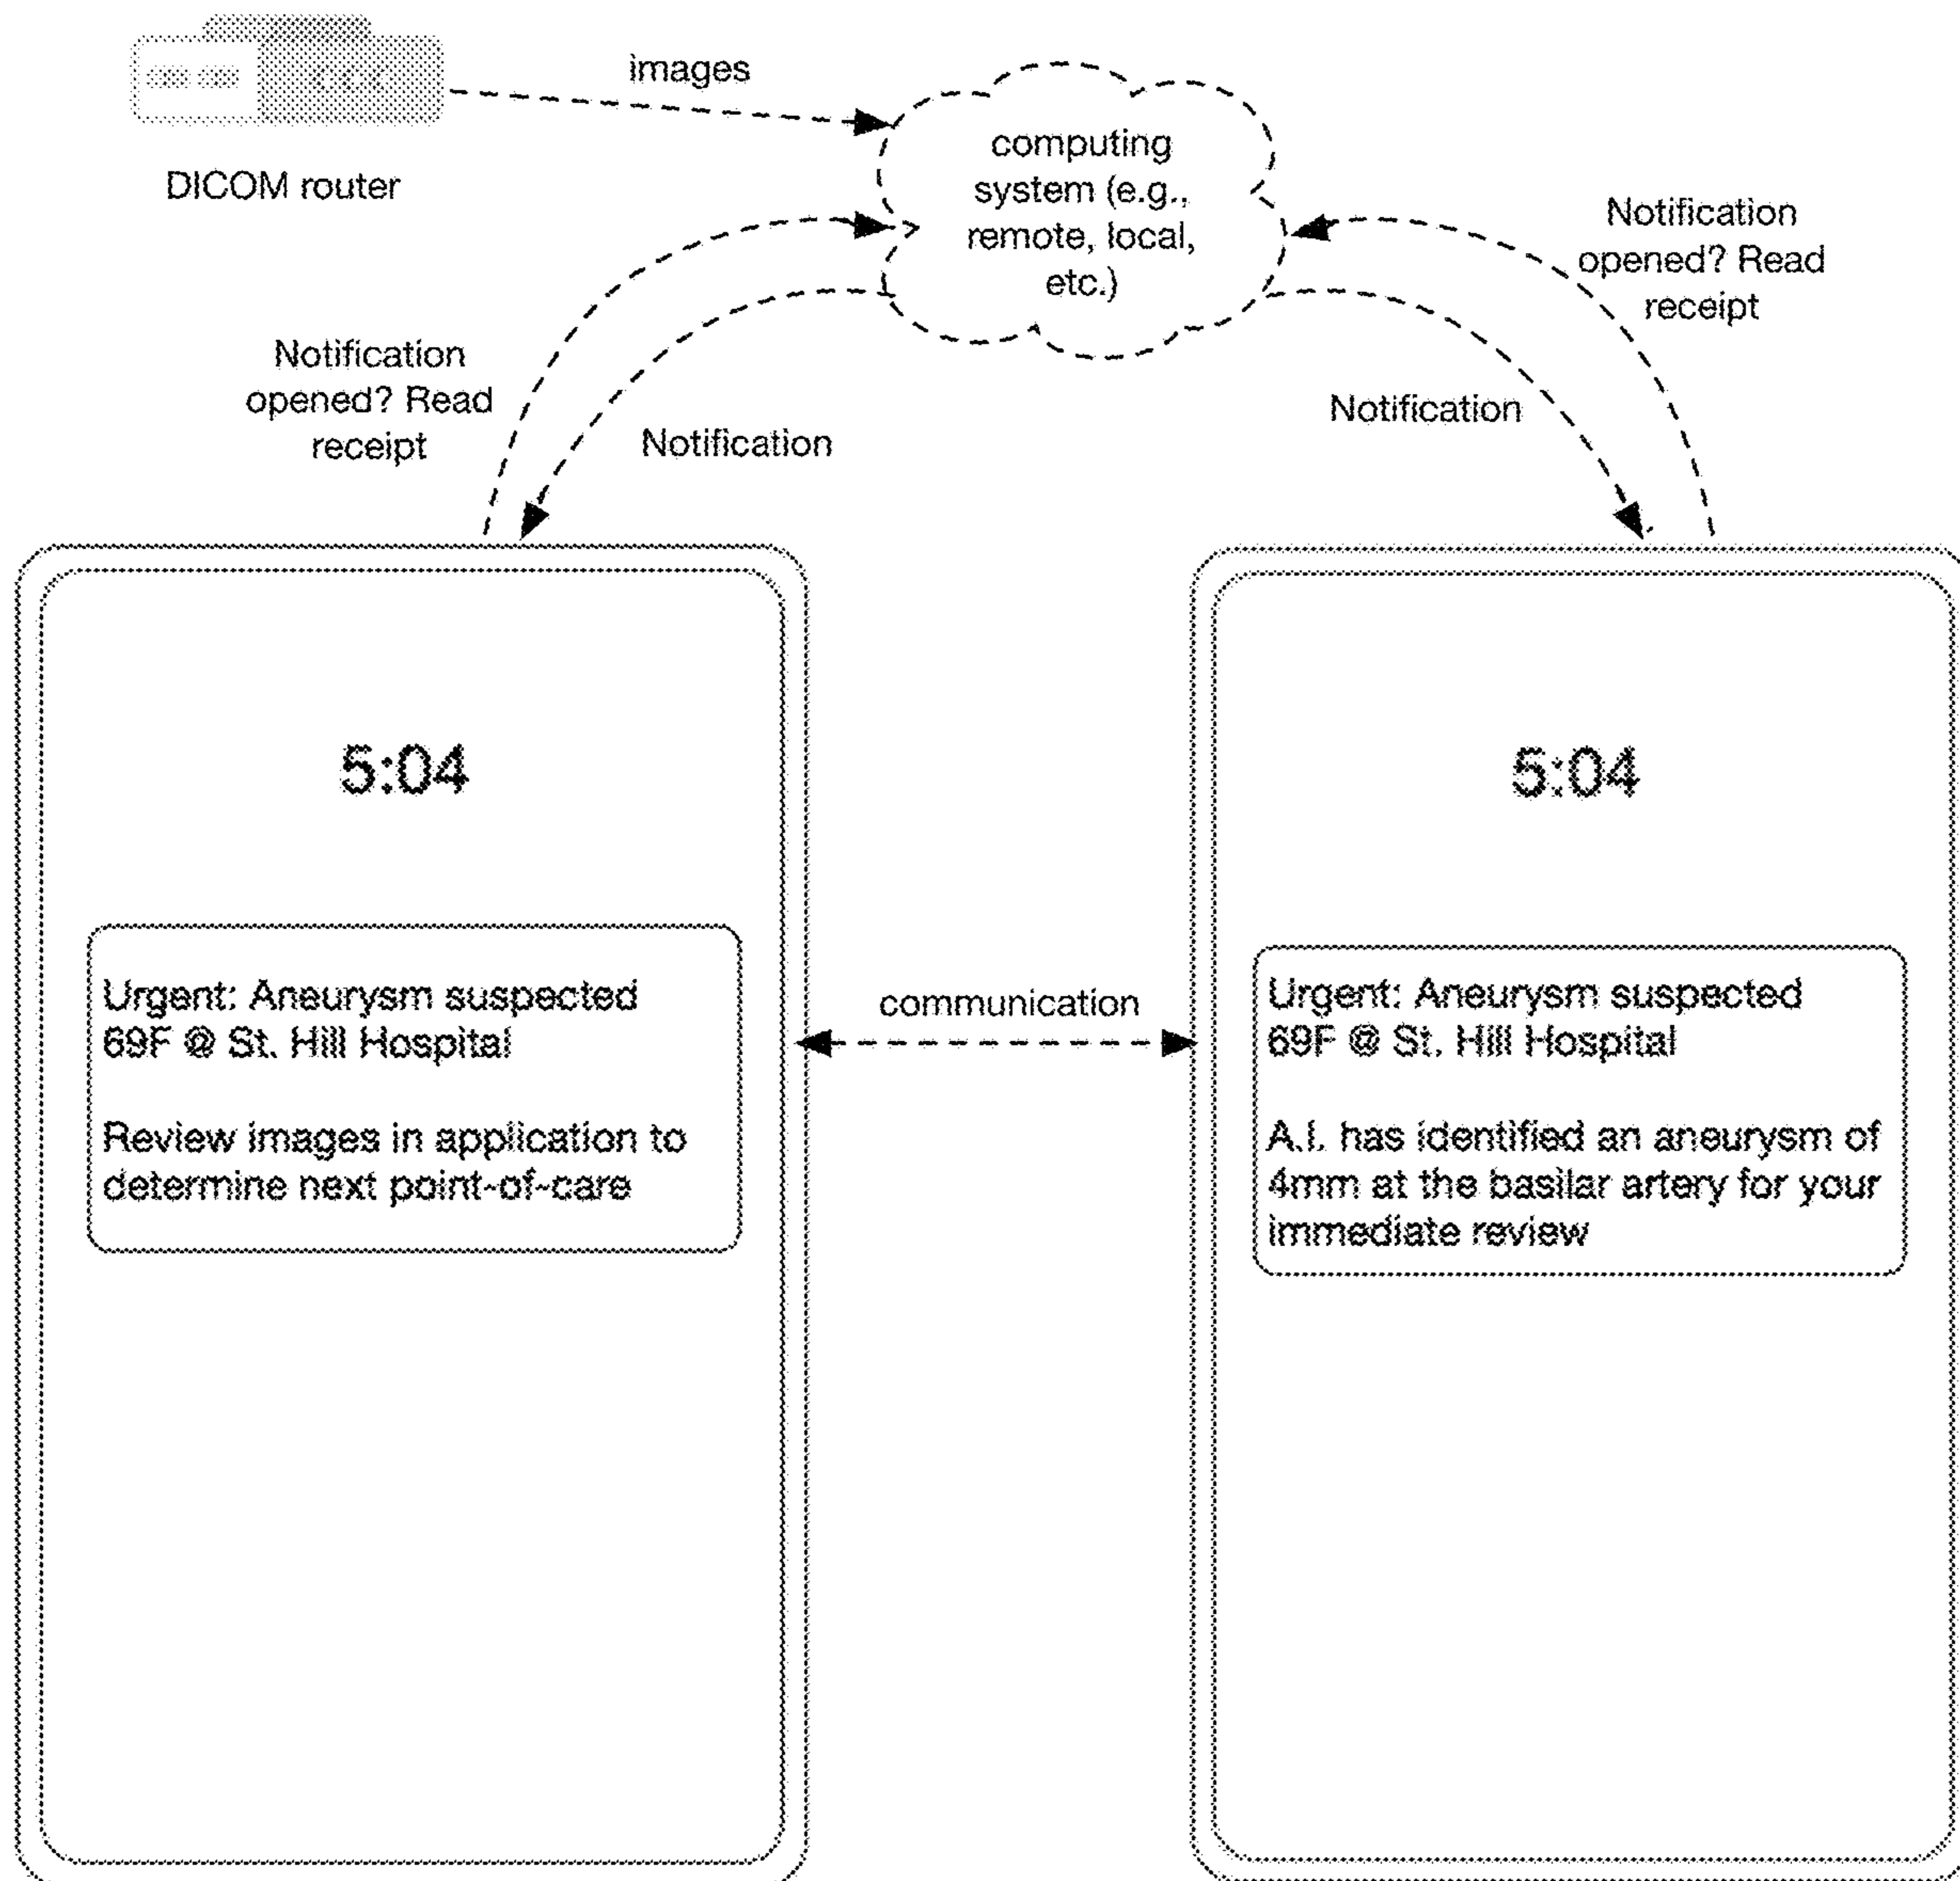 images
DICOM router
computing
system (e.g.,
remote, local,
etc.)
Notification
opened? Read
receipt
Notification
opened? Read
receipt
Notification
Notification
5:04
5:04
Urgent: Aneurysm suspected
69F @ St. Hill Hospital
Review images in application to
determine next point-of-care
communication
Urgent: Aneurysm suspected
69F @ St. Hill Hospital
A.I. has identified an aneurysm of
4mm at the basilar artery for your
immediate review